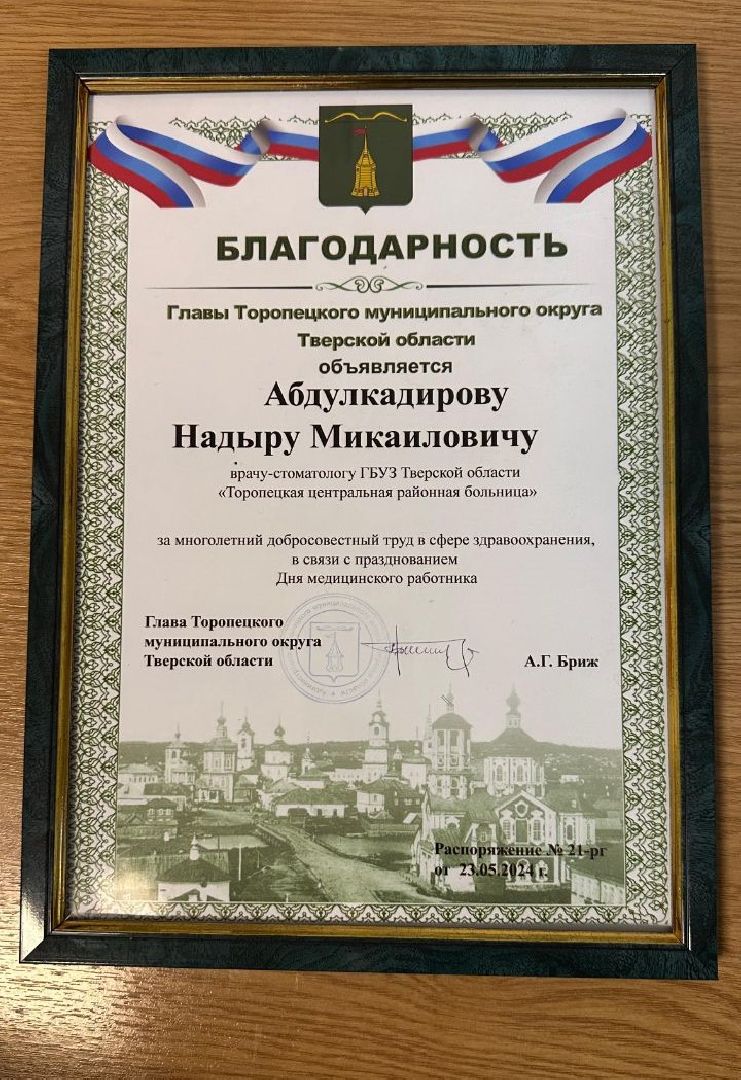 БЛАГОДАРНОСТЬ
Главы Торопецкого муниципального округа
Тверской области
объявляется
Абдулкадирову
Надыру Микаиловичу
врачу-стоматологу ГБУЗ Тверской области
«Торопецкая центральная районная больница»
за многолетний добросовестный труд в сфере здравоохранения,
в связи с празднованием
Дня медицинского работника
Глава Торопецкого
муниципального округа
Тверской области
А.Г. Бриж
Распоряжение № 21-рг
от 23.05.2024 г.